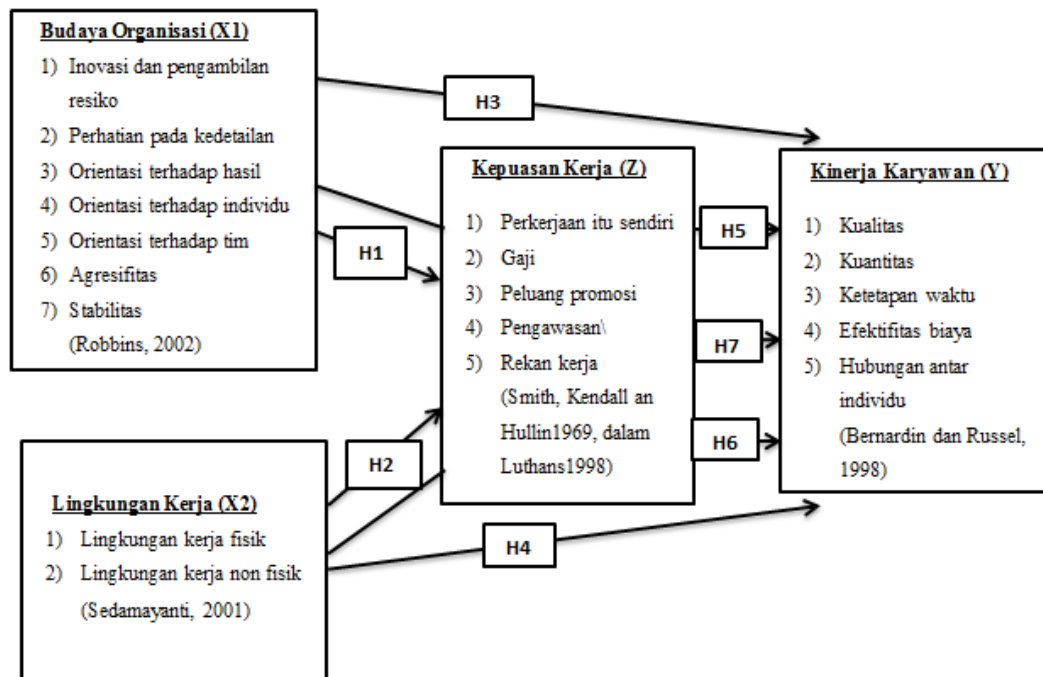 Budaya Organisasi (X1)
1) Inovasi dan pengambilan
resiko
2) Perhatian pada kedetailan
3) Orientasi terhadap hasil
4) Orientasi terhadap individu
5) Orientasi terhadap tim
6) Agresifitas
7) Stabilitas
(Robbins, 2002)
H3
H1
Kepuasan Kerja (Z)
1) Perkerjaan itu sendiri
2) Gaji
3) Peluang promosi
4) Pengawasan\
5) Rekan kerja
(Smith, Kendall an
Hullin1969, dalam
Luthans1998)
H5
H7
H6
Kinerja Karyawan (Y)
1) Kualitas
2) Kuantitas
3) Ketetapan waktu
4) Efektifitas biaya
5) Hubungan antar
individu
(Bernardin dan Russel,
1998)
H2
Lingkungan Kerja (X2)
1) Lingkungan kerja fisik
2) Lingkungan kerja non fisik
(Sedamayanti, 2001)
H4